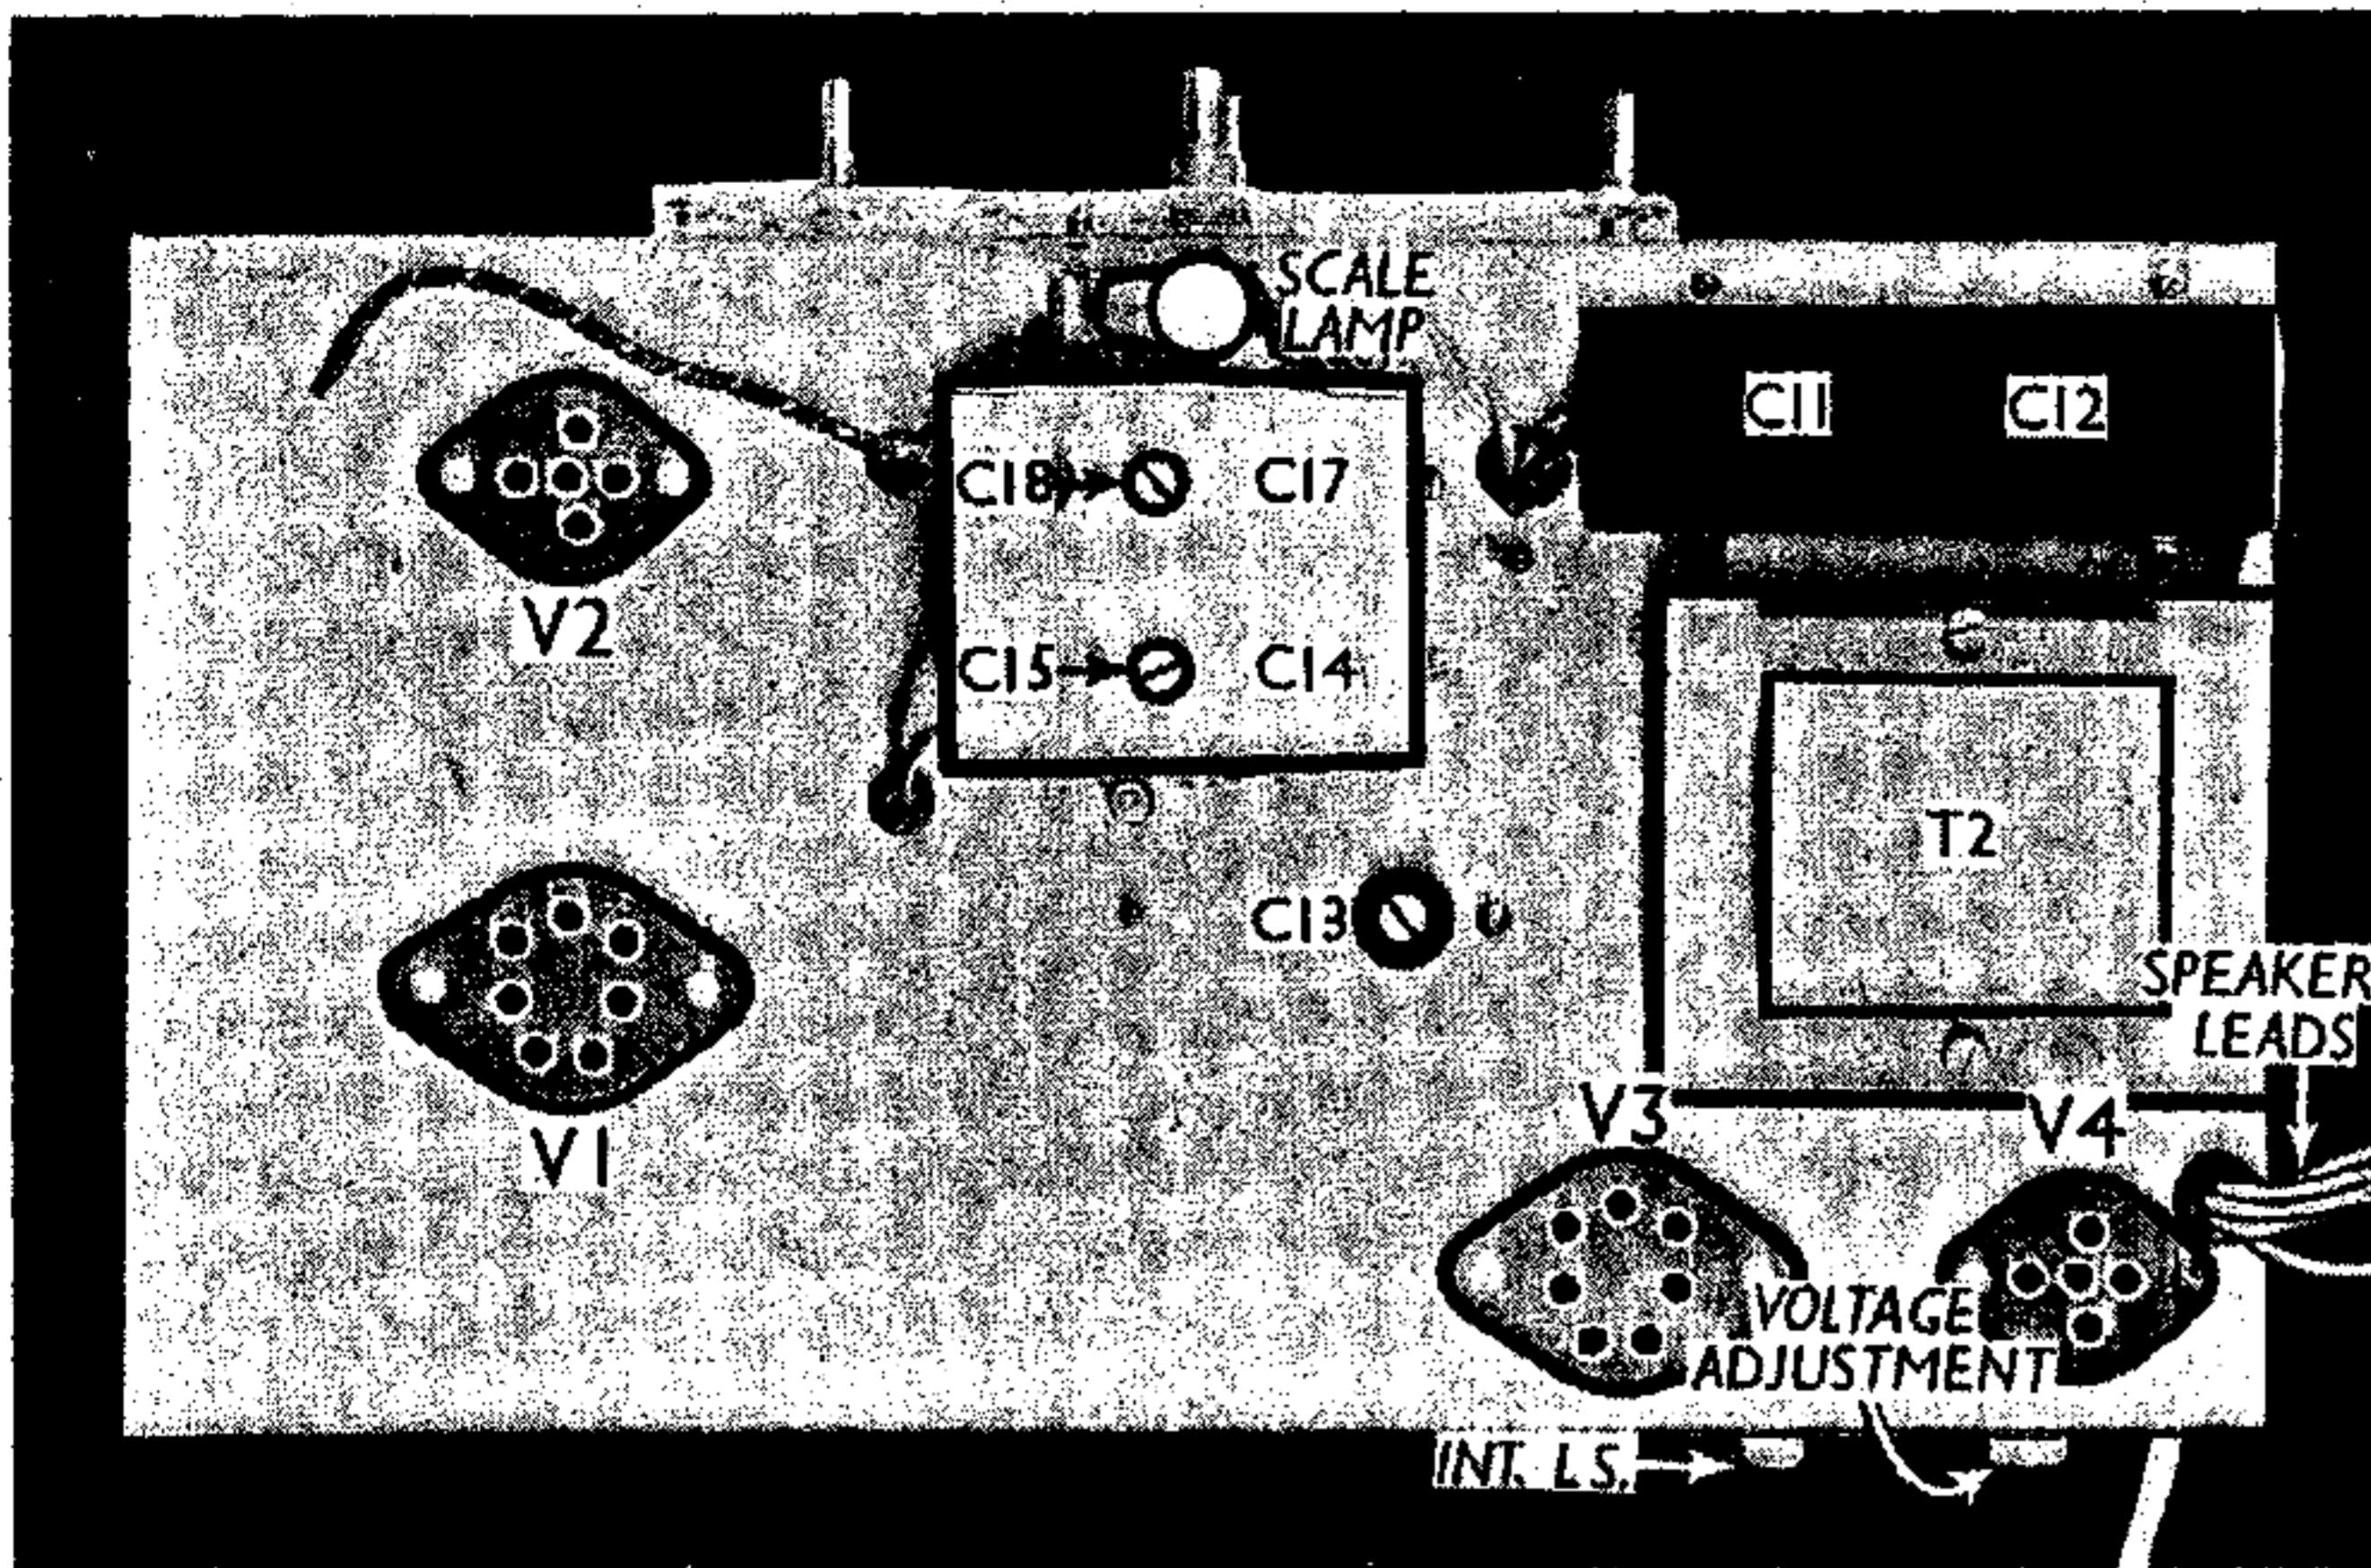 SCALE
LAMP
C11
C12
C18
C17
V2
C15
C14
T2
C13
SPEAKER
LEADS
V3
V4
V1
VOLTAGE
ADJUSTMENT
INT. LS.